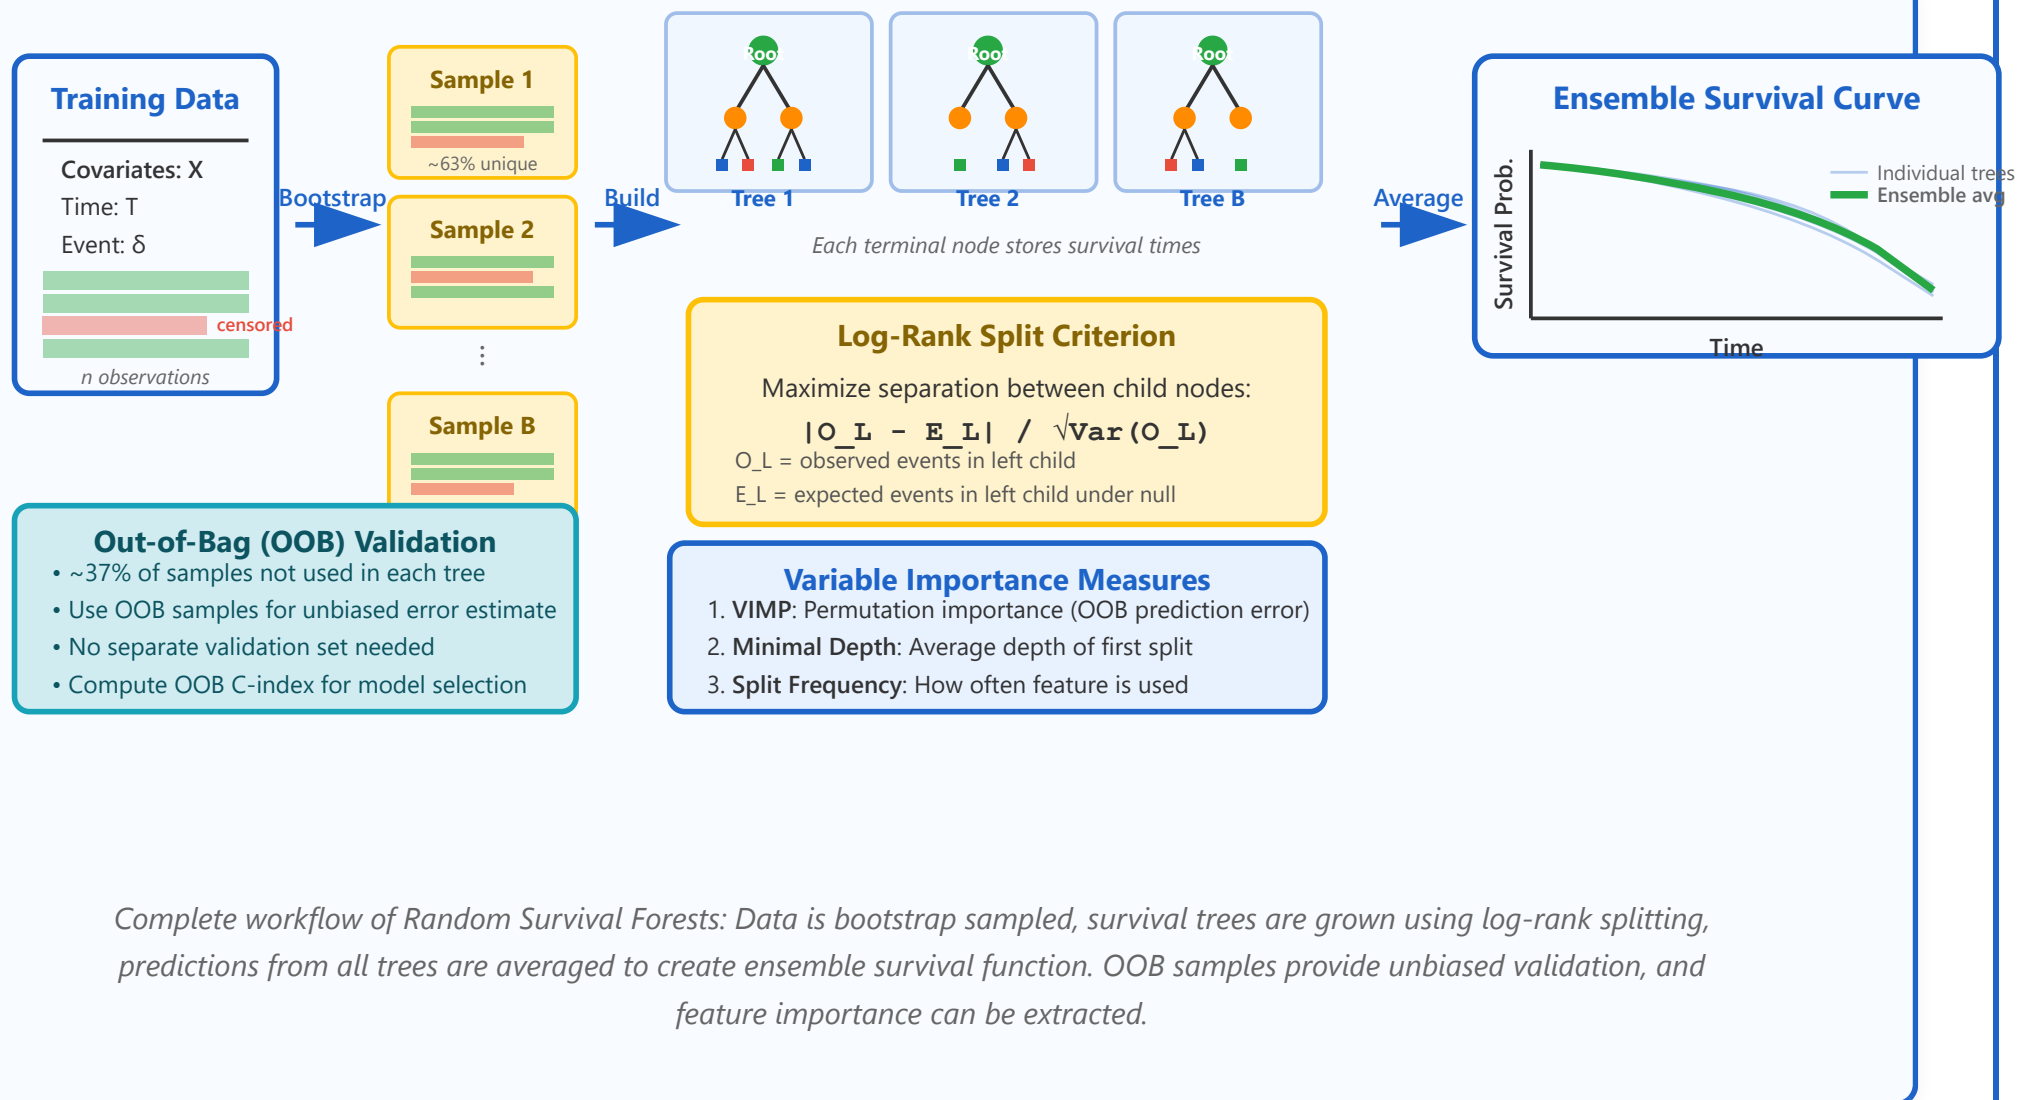 Training Data
Covariates: X
Time: T
Event: δ
censored
n observations
Bootstrap
Sample 1
~63% unique
Sample 2
⋮
Sample B
Build
Root
Root
Root
Tree 1
Tree 2
Tree B
Each terminal node stores survival times
Average
Ensemble Survival Curve
Survival Prob.
Individual trees
Ensemble avg
Time
Log-Rank Split Criterion
Maximize separation between child nodes:
|O_L - E_L| / √Var(O_L)
O_L = observed events in left child
E_L = expected events in left child under null
Out-of-Bag (OOB) Validation
• ~37% of samples not used in each tree
• Use OOB samples for unbiased error estimate
• No separate validation set needed
• Compute OOB C-index for model selection
Variable Importance Measures
1. VIMP: Permutation importance (OOB prediction error)
2. Minimal Depth: Average depth of first split
3. Split Frequency: How often feature is used
Complete workflow of Random Survival Forests: Data is bootstrap sampled, survival trees are grown using log-rank splitting,
predictions from all trees are averaged to create ensemble survival function. OOB samples provide unbiased validation, and
feature importance can be extracted.